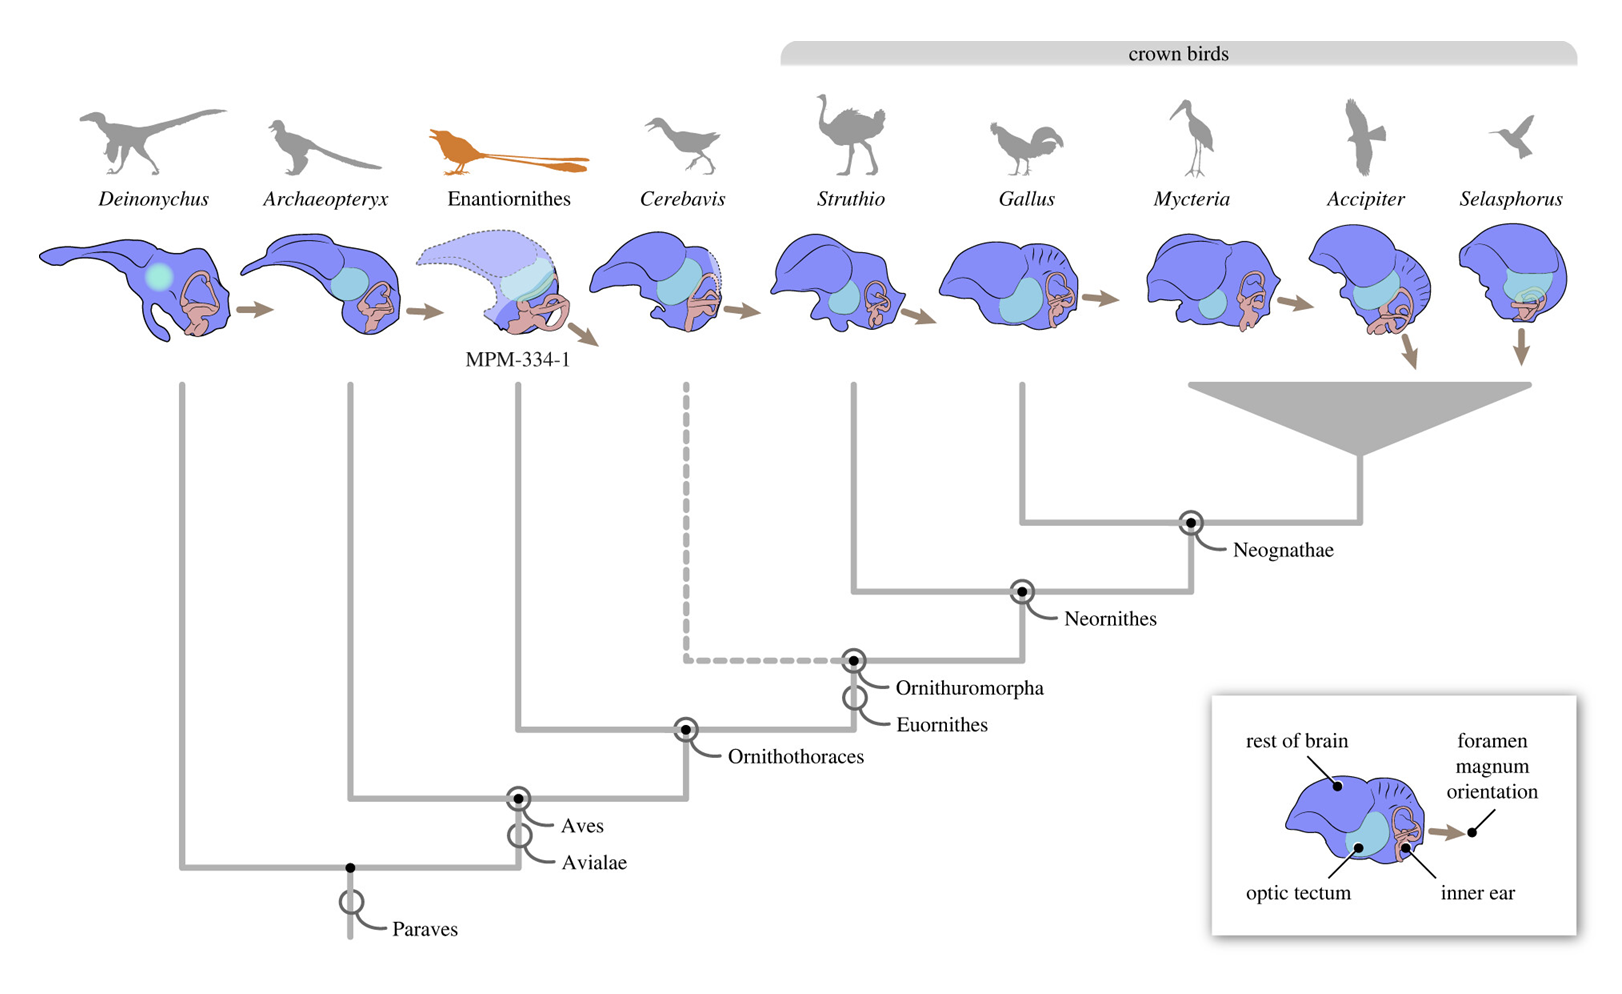 crown birds
Deinonychus
Archaeopteryx
Enantiornithes
Cerebavis
Struthio
Gallus
Mycteria
Accipiter
Selasphorus
MPM-334-1
Neognathae
Neornithes
Ornithuromorpha
Euornithes
Ornithothoraces
Aves
Avialae
Paraves
rest of brain
foramen
magnum
orientation
optic tectum
inner ear